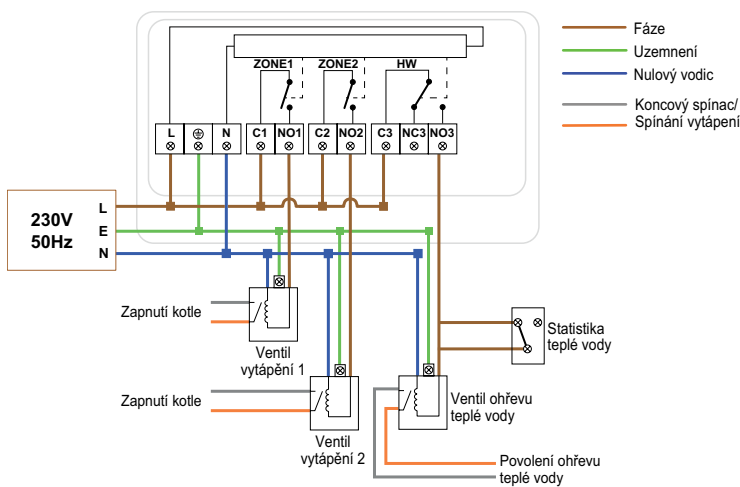 ZONE1
ZONE2
HW
L
N
C1
NO1
C2
NO2
C3
NC3
NO3
Fáze
Uzemnení
Nulový vodic
Koncový spínac/
Spínání vytápení
230V
50Hz
L
E
N
Zapnutí kotle
Ventil
vytápění 1
Zapnutí kotle
Ventil
vytápění 2
Ventil ohřevu
teplé vody
Statistika
teplé vody
Povolení ohřevu
teplé vody